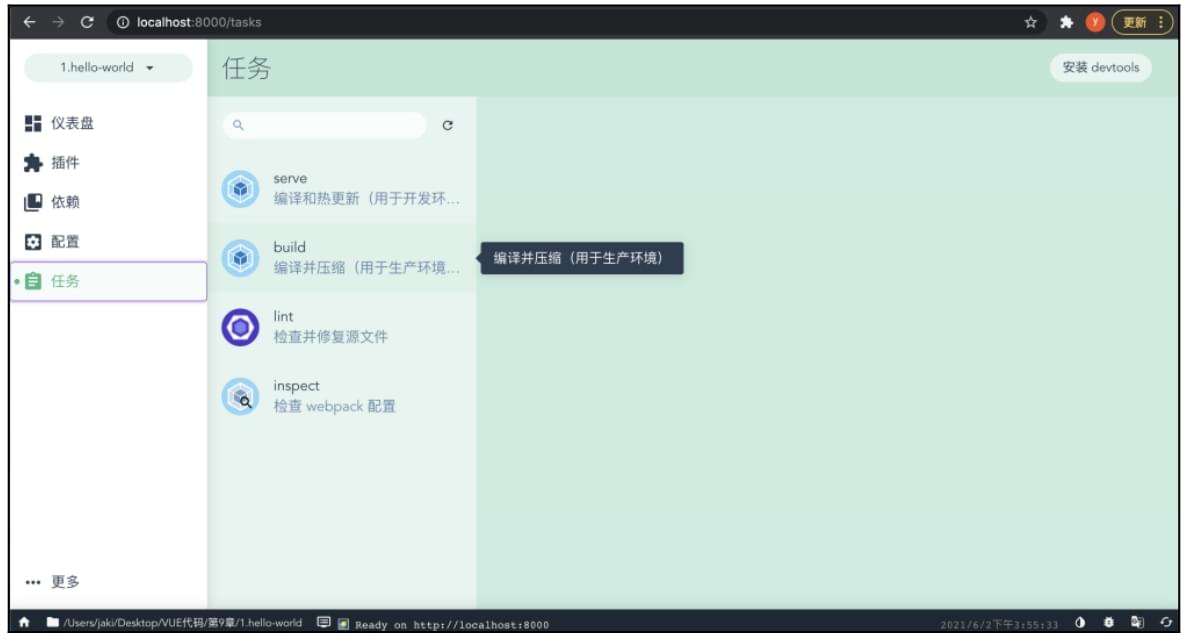 localhost:8000/tasks
y
更新
1.hello-world
任务
安装 devtools
仪表盘
插件
依赖
配置
任务
serve
编译和热更新（用于开发环...
build
编译并压缩（用于生产环境...
编译并压缩（用于生产环境）
lint
检查并修复源文件
inspect
检查 webpack 配置
更多
/Users/jaki/Desktop/VUE代码/第9章/1.hello-world
Ready on http://localhost:8000
2021/6/2下午3:55:33